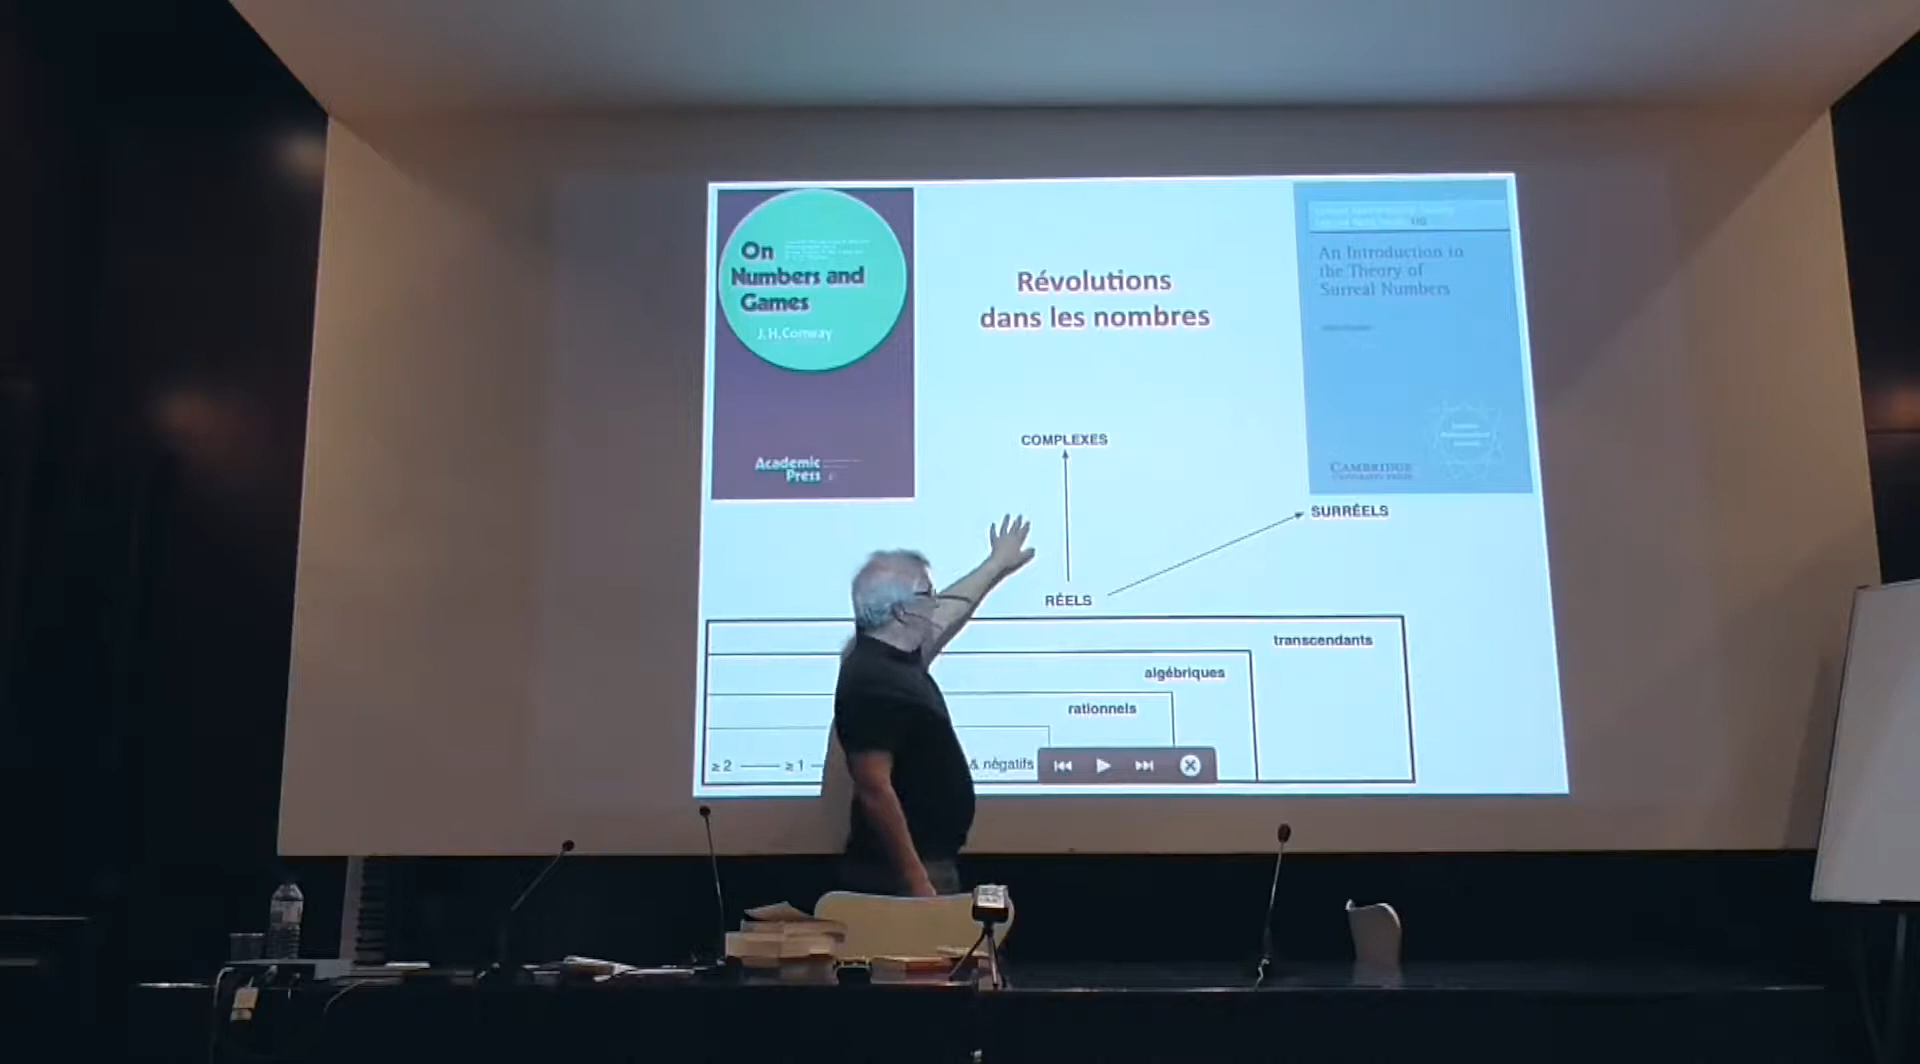 On
Numbers and
Games
J.H.Conway
Academic
Press
Révolutions
dans les nombres
An Introduction to
the Theory of
Surreal Numbers
CAMBRIDGE
UNIVERSITY PRESS
COMPLEXES
SURRÉELS
RÉELS
transcendants
algébriques
rationnels
≥ 2
≥ 1
& négatifs